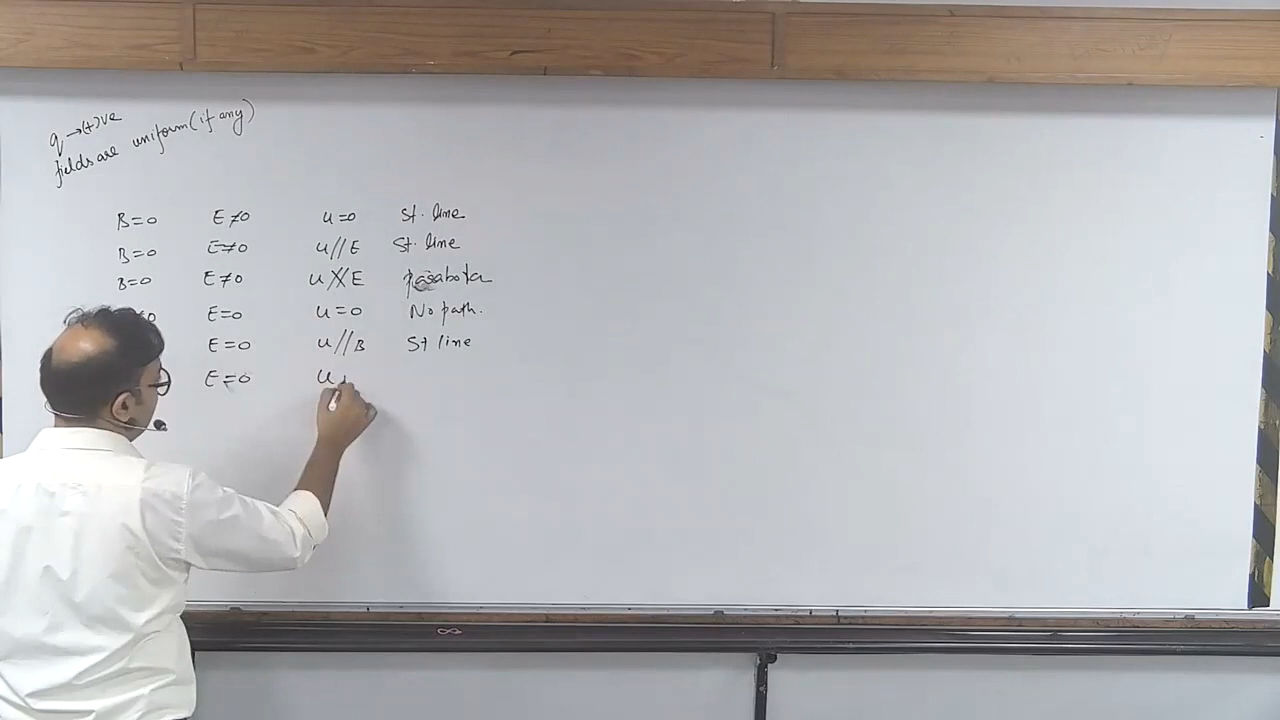 q → (+)ve
fields are uniform (if any)
B=0 E≠0 u=0 St. line
B=0 E≠0 u//E St. line
B=0 E≠0 u∦E parabola
≠0 E=0 u=0 No path.
E=0 u//B St line
E=0 u